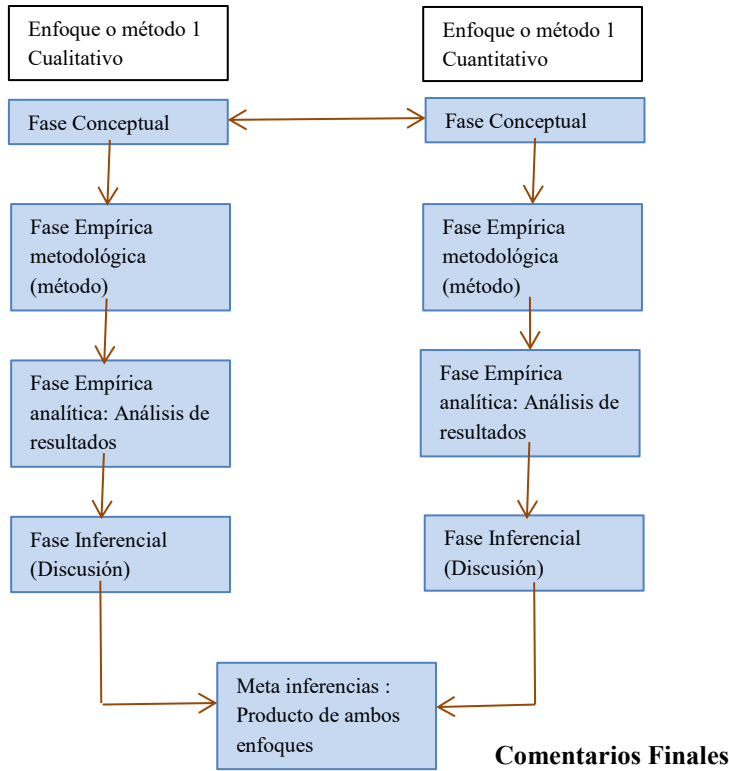 Enfoque o método 1
Cualitativo
Enfoque o método 1
Cuantitativo
Fase Conceptual
Fase Conceptual
Fase Empírica
metodológica
(método)
Fase Empírica
metodológica
(método)
Fase Empírica
analítica: Análisis de
resultados
Fase Empírica
analítica: Análisis de
resultados
Fase Inferencial
(Discusión)
Fase Inferencial
(Discusión)
Meta inferencias :
Producto de ambos
enfoques
Comentarios Finales